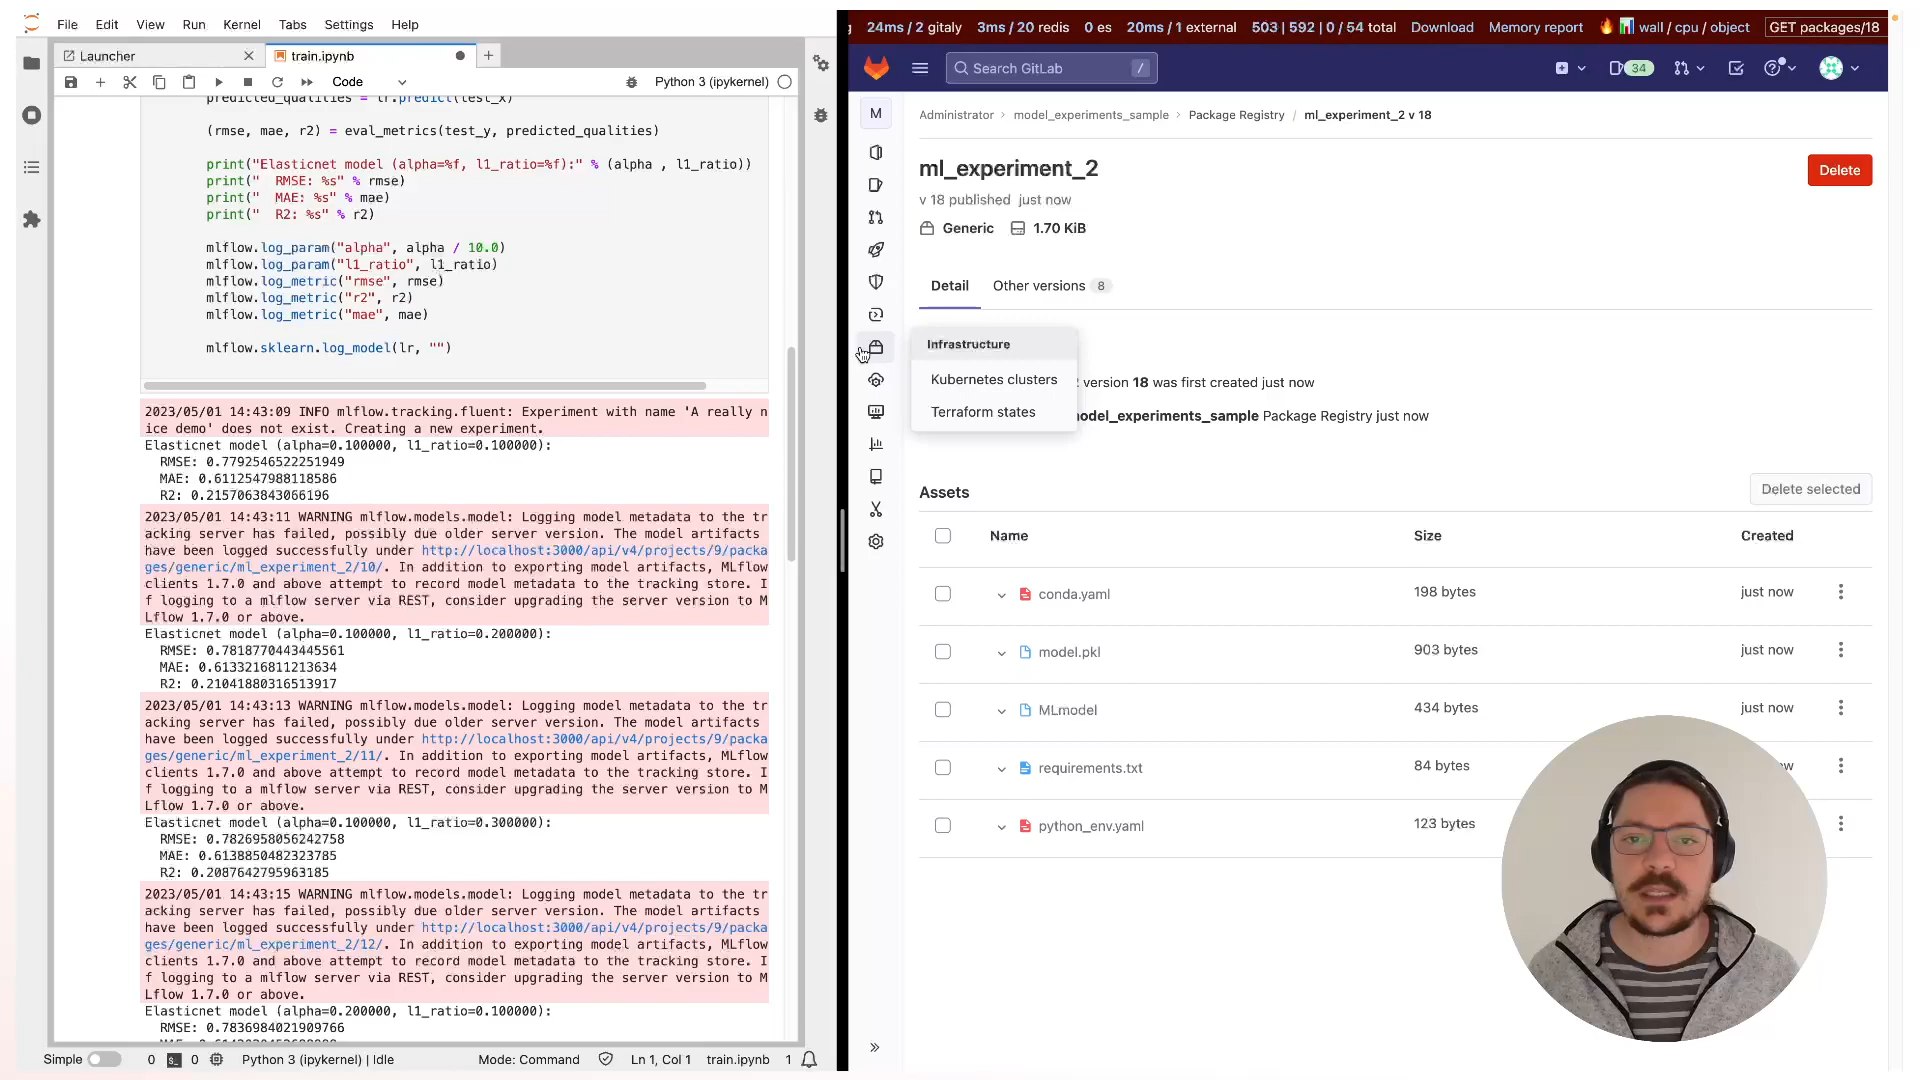 File Edit View Run Kernel Tabs Settings Help
Launcher
train.ipynb
Code
Python 3 (ipykernel)
predicted_qualities = lr.predict(test_x)
(rmse, mae, r2) = eval_metrics(test_y, predicted_qualities)
print("Elasticnet model (alpha=%f, l1_ratio=%f):" % (alpha , l1_ratio))
print("  RMSE: %s" % rmse)
print("  MAE: %s" % mae)
print("  R2: %s" % r2)
mlflow.log_param("alpha", alpha / 10.0)
mlflow.log_param("l1_ratio", l1_ratio)
mlflow.log_metric("rmse", rmse)
mlflow.log_metric("r2", r2)
mlflow.log_metric("mae", mae)
mlflow.sklearn.log_model(lr, "")
2023/05/01 14:43:09 INFO mlflow.tracking.fluent: Experiment with name 'A really n
ice demo' does not exist. Creating a new experiment.
Elasticnet model (alpha=0.100000, l1_ratio=0.100000):
RMSE: 0.7792546522251949
MAE: 0.6112547988118586
R2: 0.2157063843066196
2023/05/01 14:43:11 WARNING mlflow.models.model: Logging model metadata to the tr
acking server has failed, possibly due older server version. The model artifacts
have been logged successfully under http://localhost:3000/api/v4/projects/9/packa
ges/generic/ml_experiment_2/10/. In addition to exporting model artifacts, MLflow
clients 1.7.0 and above attempt to record model metadata to the tracking store. I
f logging to a mlflow server via REST, consider upgrading the server version to M
Lflow 1.7.0 or above.
Elasticnet model (alpha=0.100000, l1_ratio=0.200000):
RMSE: 0.7818770443445561
MAE: 0.6133216811213634
R2: 0.21041880316513917
2023/05/01 14:43:13 WARNING mlflow.models.model: Logging model metadata to the tr
acking server has failed, possibly due older server version. The model artifacts
have been logged successfully under http://localhost:3000/api/v4/projects/9/packa
ges/generic/ml_experiment_2/11/. In addition to exporting model artifacts, MLflow
clients 1.7.0 and above attempt to record model metadata to the tracking store. I
f logging to a mlflow server via REST, consider upgrading the server version to M
Lflow 1.7.0 or above.
Elasticnet model (alpha=0.100000, l1_ratio=0.300000):
RMSE: 0.7826958056242758
MAE: 0.6138850482323785
R2: 0.2087642795963185
2023/05/01 14:43:15 WARNING mlflow.models.model: Logging model metadata to the tr
acking server has failed, possibly due older server version. The model artifacts
have been logged successfully under http://localhost:3000/api/v4/projects/9/packa
ges/generic/ml_experiment_2/12/. In addition to exporting model artifacts, MLflow
clients 1.7.0 and above attempt to record model metadata to the tracking store. I
f logging to a mlflow server via REST, consider upgrading the server version to M
Lflow 1.7.0 or above.
Elasticnet model (alpha=0.200000, l1_ratio=0.100000):
RMSE: 0.7836984021909766
Simple 0 0 Python 3 (ipykernel) | Idle Mode: Command Ln 1, Col 1 train.ipynb 1
24ms / 2 gitaly 3ms / 20 redis 0 es 20ms / 1 external 503 | 592 | 0 / 54 total Download Memory report wall / cpu / object GET packages/18
Search GitLab /
34
M
Administrator › model_experiments_sample › Package Registry / ml_experiment_2 v 18
ml_experiment_2
Delete
v 18 published just now
Generic 1.70 KiB
Detail Other versions 8
Infrastructure
Kubernetes clusters
Terraform states
version 18 was first created just now
odel_experiments_sample Package Registry just now
Assets
Delete selected
Name Size Created
conda.yaml 198 bytes just now
model.pkl 903 bytes just now
MLmodel 434 bytes just now
requirements.txt 84 bytes
python_env.yaml 123 bytes